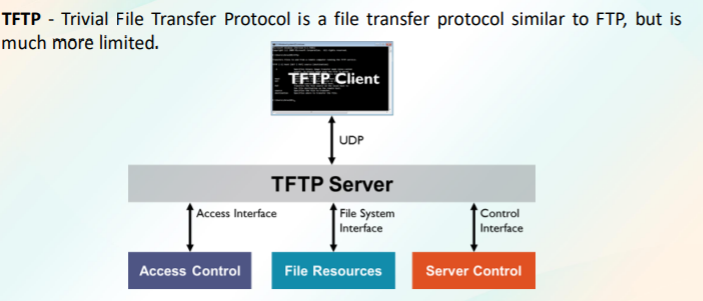 TFTP - Trivial File Transfer Protocol is a file transfer protocol similar to FTP, but is
much more limited.
TFTP Client
UDP
TFTP Server
Access Interface
File System
Interface
Control
Interface
Access Control
File Resources
Server Control